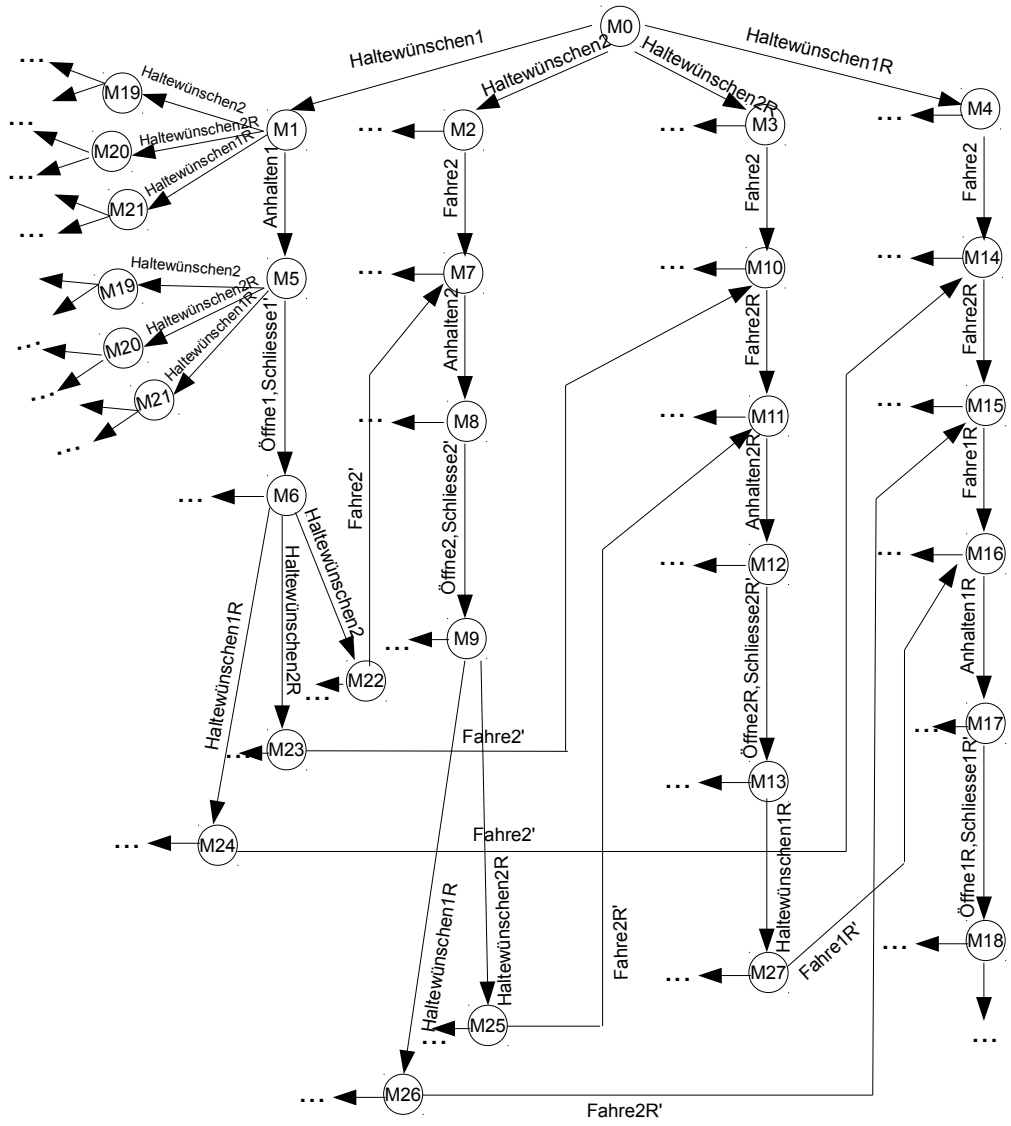 M0
Haltewünschen1
Haltewünschen2
Haltewünschen2R
Haltewünschen1R
...
M19
Haltewünschen2
M1
M2
...
M3
...
M4
...
...
M20
Haltewünschen2R
...
M21
Haltewünschen1R
...
Anhalten1
Fahre2
Fahre2
Fahre2
M5
M7
...
M10
...
M14
...
M19
Haltewünschen2
...
M20
Haltewünschen2R
...
M21
Haltewünschen1R
...
Öffne1,Schliesse1'
Anhalten2
Fahre2R
Fahre2R
M8
...
M11
...
M15
...
M6
...
Fahre2'
Öffne2,Schliesse2'
Anhalten2R
Fahre1R
M12
...
M16
...
Haltewünschen1R
Haltewünschen2R
Haltewünschen2
M9
...
M22
...
Öffne2R,Schliesse2R'
Anhalten1R
M17
...
M23
...
Fahre2'
M13
...
Öffne1R,Schliesse1R'
M24
...
Fahre2'
Haltewünschen1R
Haltewünschen2R
Fahre2R'
Haltewünschen1R
M18
...
M27
...
Fahre1R'
M25
...
...
M26
...
Fahre2R'